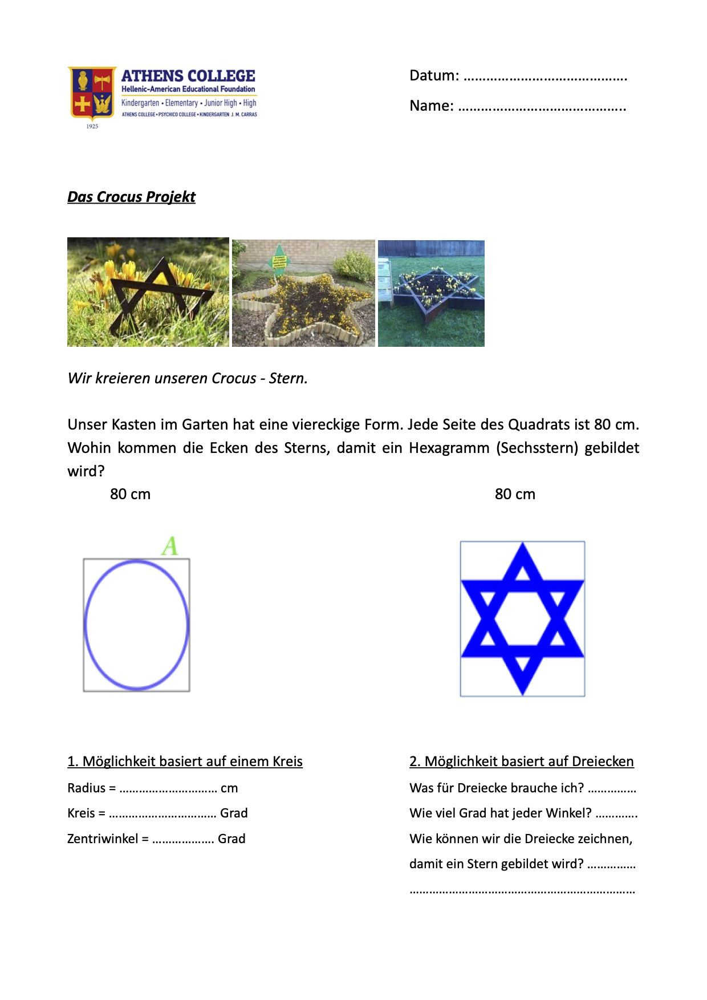 ATHENS COLLEGE
Hellenic-American Educational Foundation
Kindergarten • Elementary • Junior High • High
ATHENS COLLEGE • PSYCHICO COLLEGE • KINDERGARTEN J. M. CARRAS
1925
Datum: …………………………………….
Name: ……………………………………..
Das Crocus Projekt
Wir kreieren unseren Crocus - Stern.
Unser Kasten im Garten hat eine viereckige Form. Jede Seite des Quadrats ist 80 cm.
Wohin kommen die Ecken des Sterns, damit ein Hexagramm (Sechsstern) gebildet
wird?
80 cm
80 cm
A
1. Möglichkeit basiert auf einem Kreis
Radius = ………………………… cm
Kreis = …………………………… Grad
Zentriwinkel = ………………. Grad
2. Möglichkeit basiert auf Dreiecken
Was für Dreiecke brauche ich? ……………
Wie viel Grad hat jeder Winkel? ………….
Wie können wir die Dreiecke zeichnen,
damit ein Stern gebildet wird? ……………
……………………………………………………………